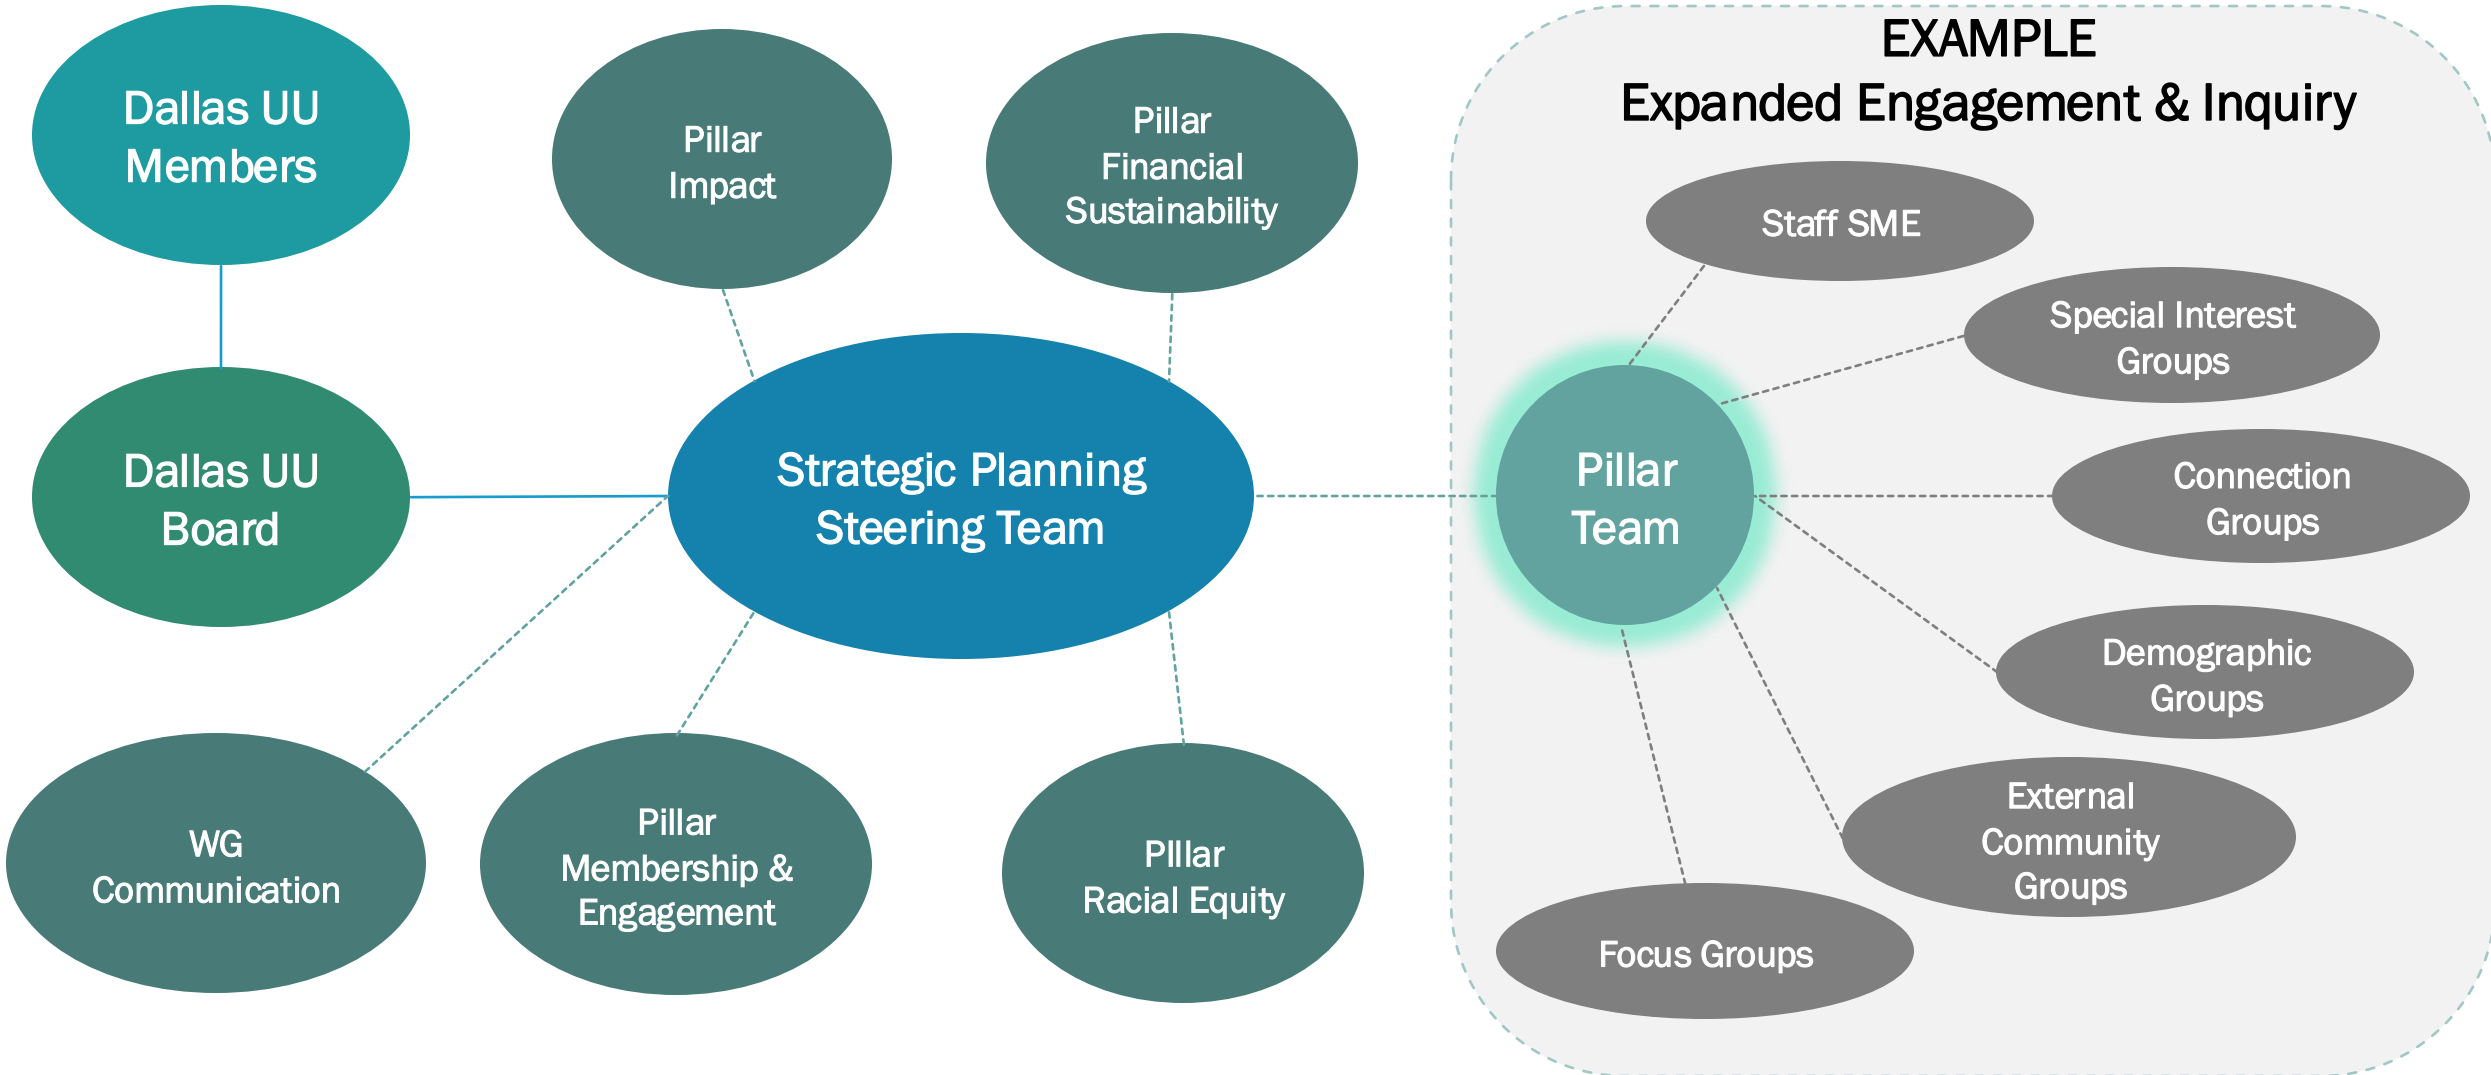 Dallas UU
Members
Pillar
Impact
Pillar
Financial
Sustainability
Dallas UU
Board
Strategic Planning
Steering Team
WG
Communication
Pillar
Membership &
Engagement
PIllar
Racial Equity
EXAMPLE
Expanded Engagement & Inquiry
Staff SME
Special Interest
Groups
Pillar
Team
Connection
Groups
Demographic
Groups
External
Community
Groups
Focus Groups